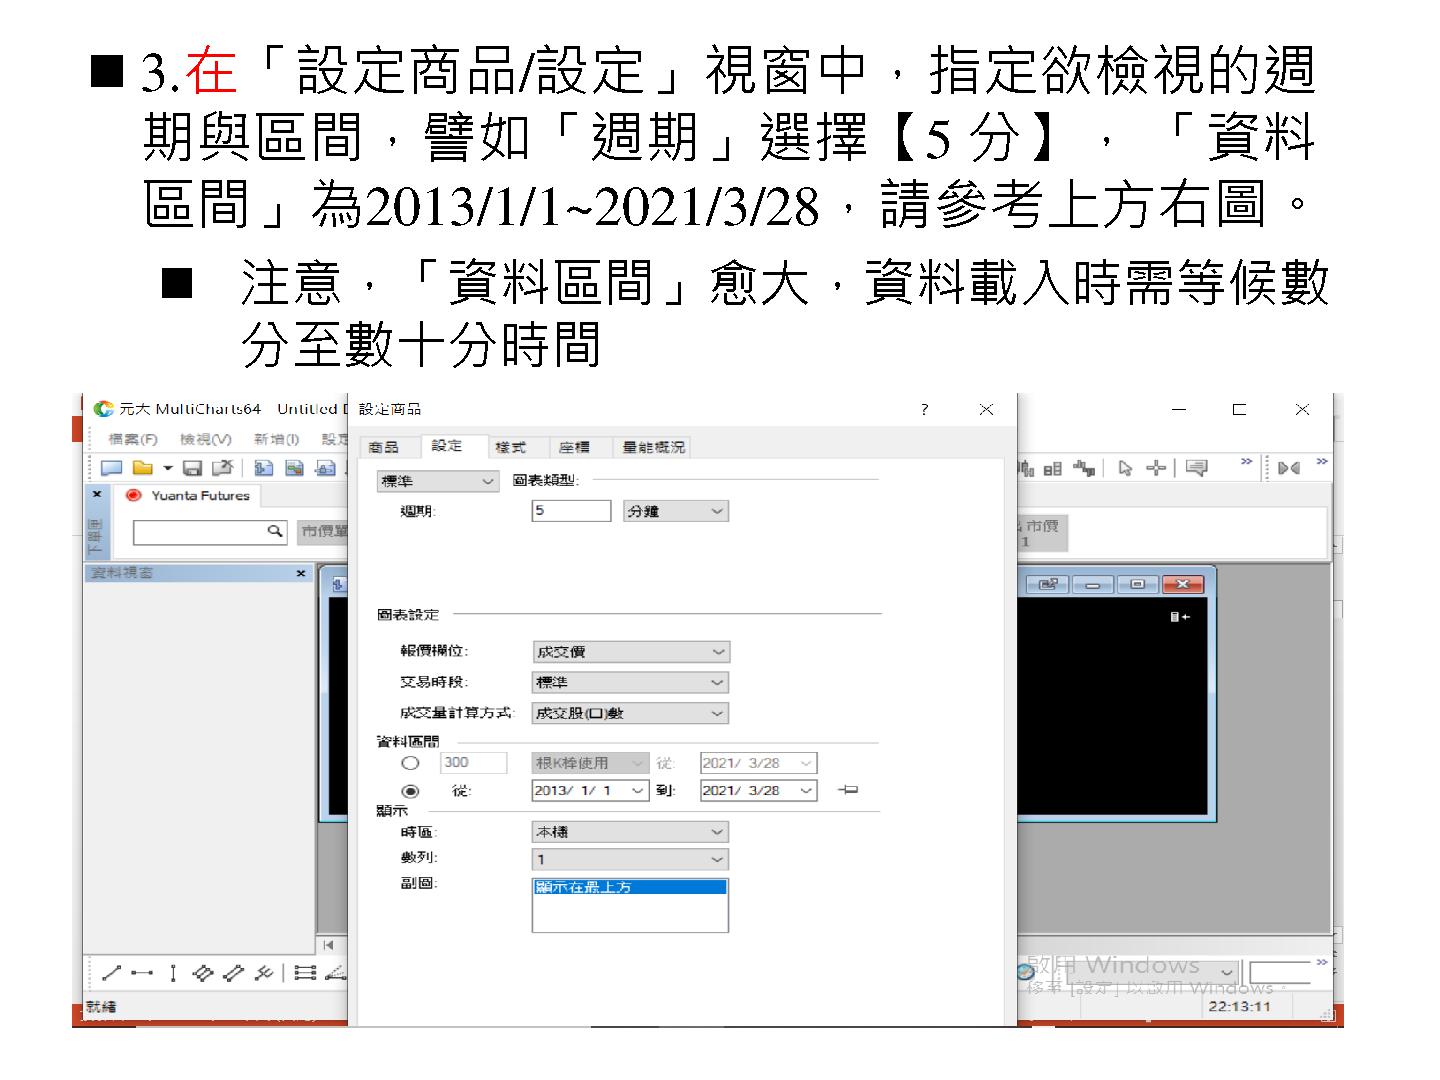 ■ 3.在「設定商品/設定」視窗中，指定欲檢視的週
期與區間，譬如「週期」選擇【5 分】，「資料
區間」為2013/1/1~2021/3/28，請參考上方右圖。
■ 注意，「資料區間」愈大，資料載入時需等候數
分至數十分時間
元大 MultiCharts64 - Untitled D
設定商品
?
檔案(F) 檢視(V) 新增(I) 設定
商品 設定 樣式 座標 量能概況
Yuanta Futures
標準 圖表類型:
週期: 5 分鐘
下單匣
市價單
市價
1
資料視窗
圖表設定
報價欄位: 成交價
交易時段: 標準
成交量計算方式: 成交股(口)數
資料區間
300 根K棒使用 從: 2021/ 3/28
從: 2013/ 1/ 1 到: 2021/ 3/28
顯示
時區: 本機
數列: 1
副圖: 顯示在最上方
啟用 Windows
移至 [設定] 以啟用 Windows。
就緒
22:13:11